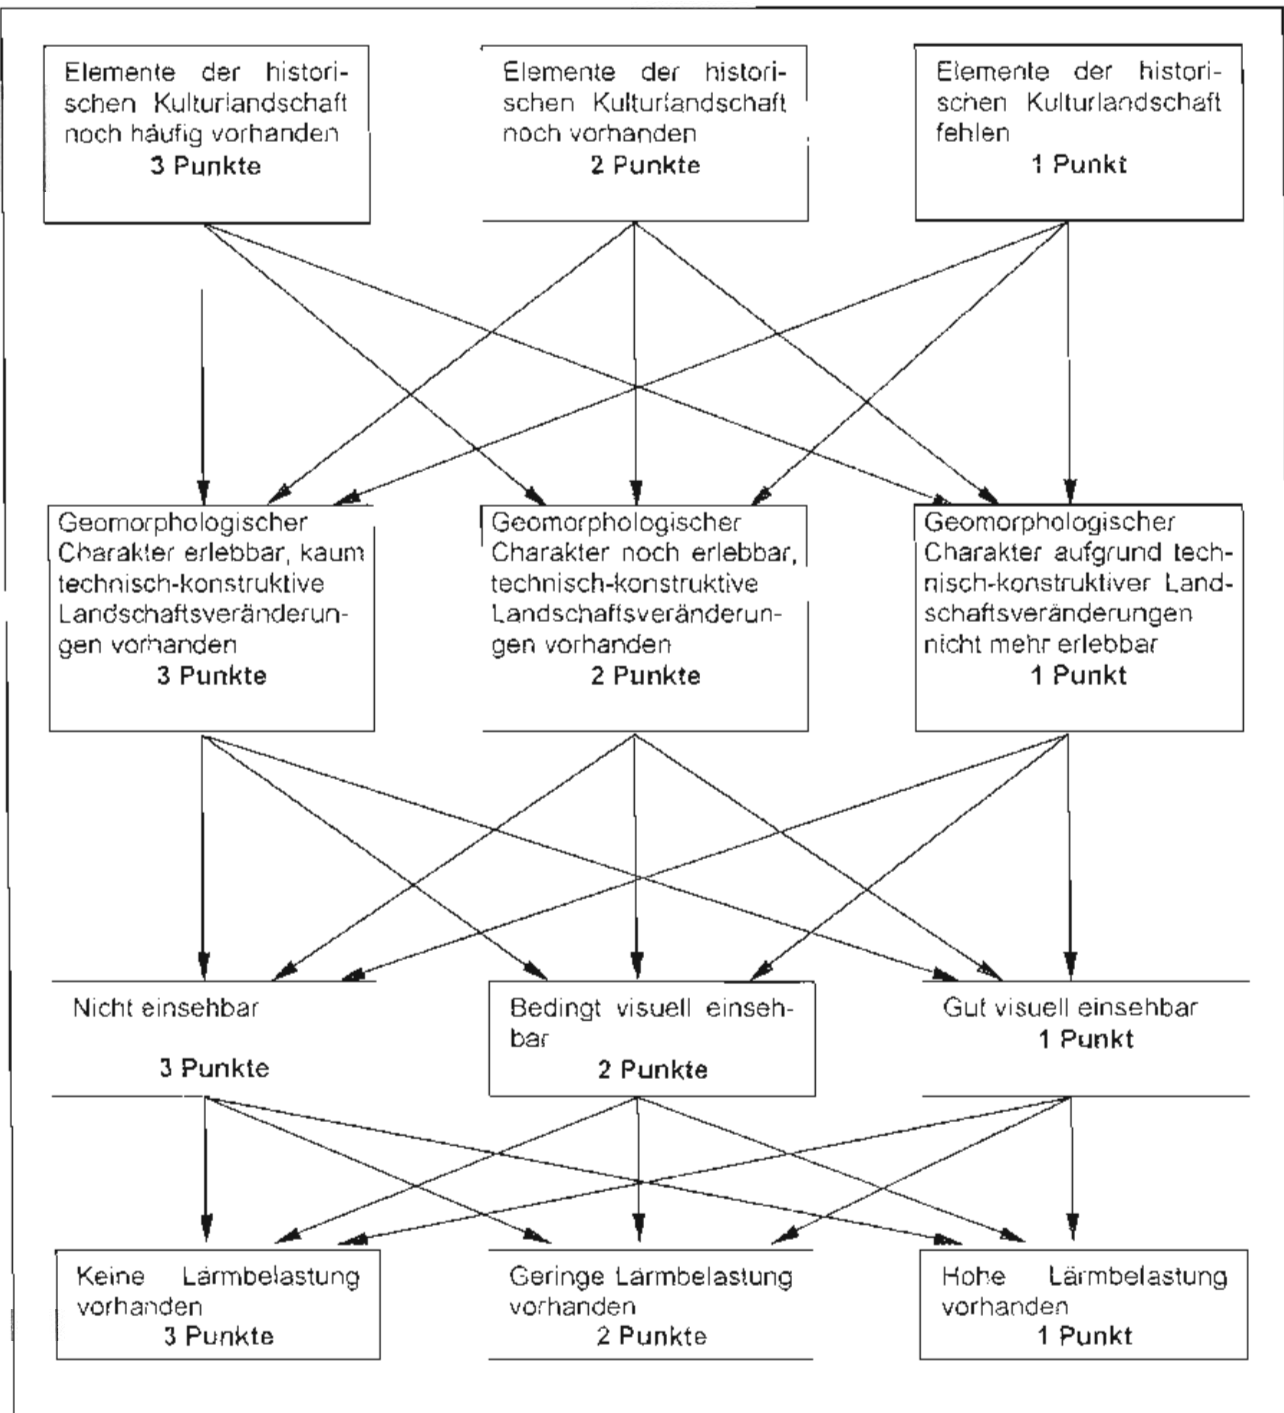 Elemente der histori-
schen Kulturlandschaft
noch häufig vorhanden
3 Punkte
Elemente der histori-
schen Kulturlandschaft
noch vorhanden
2 Punkte
Elemente der histori-
schen Kulturlandschaft
fehlen
1 Punkt
Geomorphologischer
Charakter erlebbar, kaum
technisch-konstruktive
Landschaftsveränderun-
gen vorhanden
3 Punkte
Geomorphologischer
Charakter noch erlebbar,
technisch-konstruktive
Landschaftsveränderun-
gen vorhanden
2 Punkte
Geomorphologischer
Charakter aufgrund tech-
nisch-konstruktiver Land-
schaftsveränderungen
nicht mehr erlebbar
1 Punkt
Nicht einsehbar
3 Punkte
Bedingt visuell einseh-
bar
2 Punkte
Gut visuell einsehbar
1 Punkt
Keine Lärmbelastung
vorhanden
3 Punkte
Geringe Lärmbelastung
vorhanden
2 Punkte
Hohe Lärmbelastung
vorhanden
1 Punkt